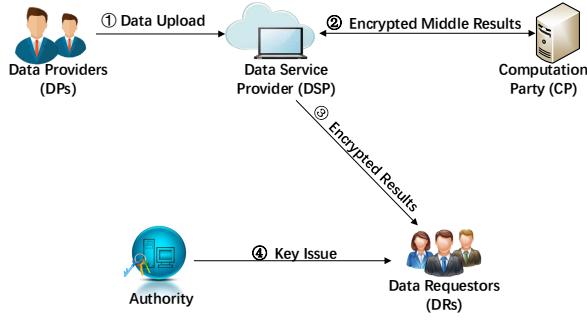 ① Data Upload
② Encrypted Middle Results
Data Providers
(DPs)
Data Service
Provider (DSP)
Computation
Party (CP)
③ Encrypted Results
④ Key Issue
Authority
Data Requestors
(DRs)